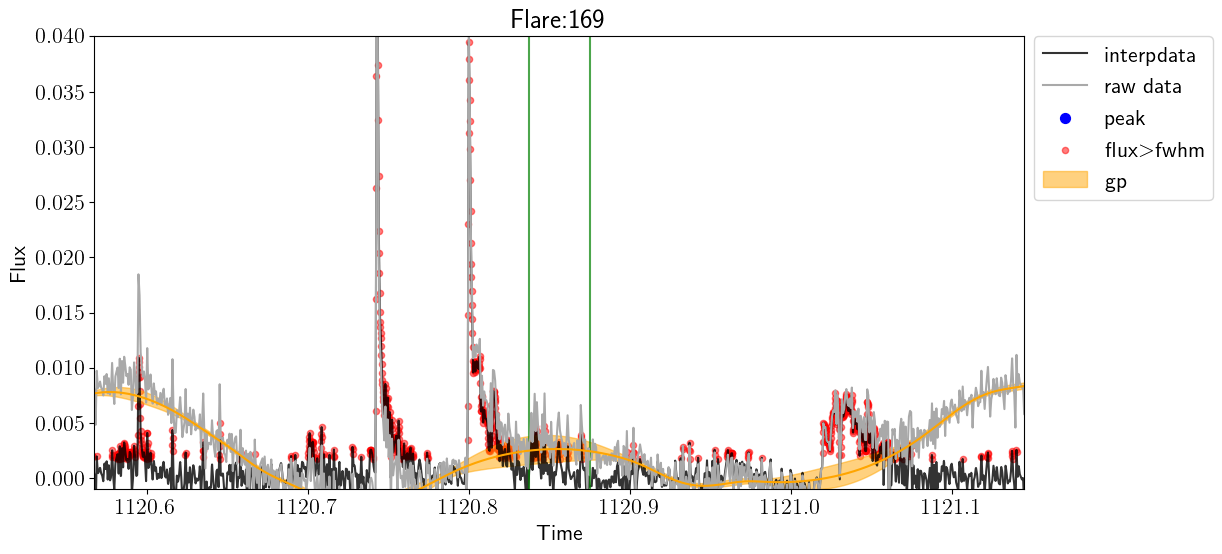 Flare:169
0.040
0.035
0.030
0.025
0.020
0.015
0.010
0.005
0.000
Flux
1120.6 1120.7 1120.8 1120.9 1121.0 1121.1
Time
interpdata
raw data
peak
flux>fwhm
gp